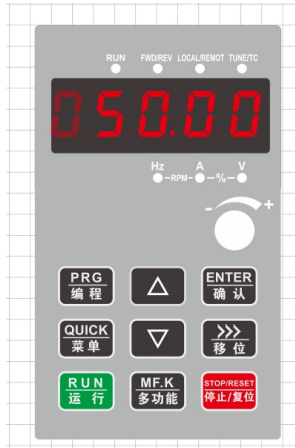 RUN FWD/REV LOCAL/REMOT TUNE/TC
050.00
Hz A V
-RPM- -%-
- +
PRG
编程
ENTER
确认
QUICK
菜单
>>>
移位
RUN
运行
MF.K
多功能
STOP/RESET
停止/复位